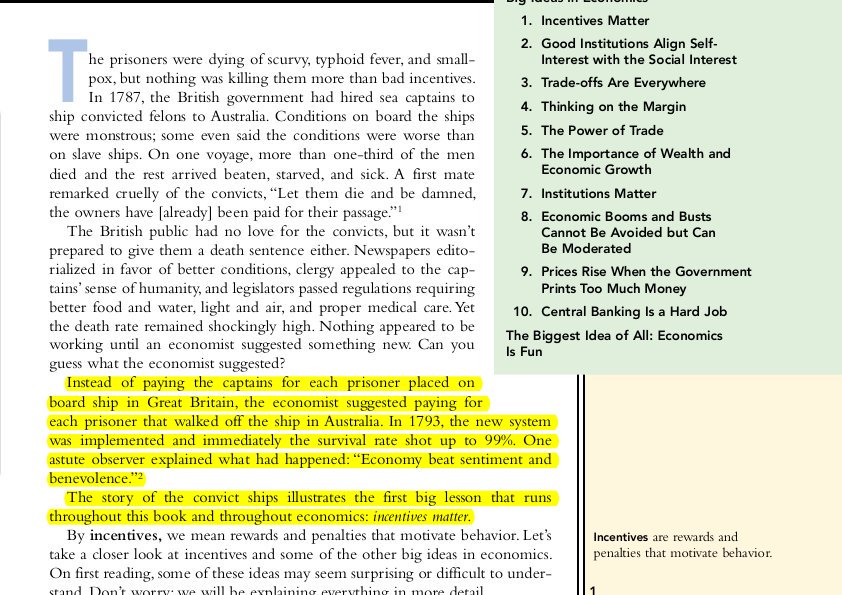 The prisoners were dying of scurvy, typhoid fever, and small-
pox, but nothing was killing them more than bad incentives.
In 1787, the British government had hired sea captains to
ship convicted felons to Australia. Conditions on board the ships
were monstrous; some even said the conditions were worse than
on slave ships. On one voyage, more than one-third of the men
died and the rest arrived beaten, starved, and sick. A first mate
remarked cruelly of the convicts, “Let them die and be damned,
the owners have [already] been paid for their passage.”1
The British public had no love for the convicts, but it wasn’t
prepared to give them a death sentence either. Newspapers edito-
rialized in favor of better conditions, clergy appealed to the cap-
tains’ sense of humanity, and legislators passed regulations requiring
better food and water, light and air, and proper medical care. Yet
the death rate remained shockingly high. Nothing appeared to be
working until an economist suggested something new. Can you
guess what the economist suggested?
Instead of paying the captains for each prisoner placed on
board ship in Great Britain, the economist suggested paying for
each prisoner that walked off the ship in Australia. In 1793, the new system
was implemented and immediately the survival rate shot up to 99%. One
astute observer explained what had happened: “Economy beat sentiment and
benevolence.”2
The story of the convict ships illustrates the first big lesson that runs
throughout this book and throughout economics: incentives matter.
By incentives, we mean rewards and penalties that motivate behavior. Let’s
take a closer look at incentives and some of the other big ideas in economics.
On first reading, some of these ideas may seem surprising or difficult to under-
stand. Don’t worry: we will be explaining everything in more detail.
Big Ideas in Economics
1. Incentives Matter
2. Good Institutions Align Self-
Interest with the Social Interest
3. Trade-offs Are Everywhere
4. Thinking on the Margin
5. The Power of Trade
6. The Importance of Wealth and
Economic Growth
7. Institutions Matter
8. Economic Booms and Busts
Cannot Be Avoided but Can
Be Moderated
9. Prices Rise When the Government
Prints Too Much Money
10. Central Banking Is a Hard Job
The Biggest Idea of All: Economics
Is Fun
Incentives are rewards and
penalties that motivate behavior.
1